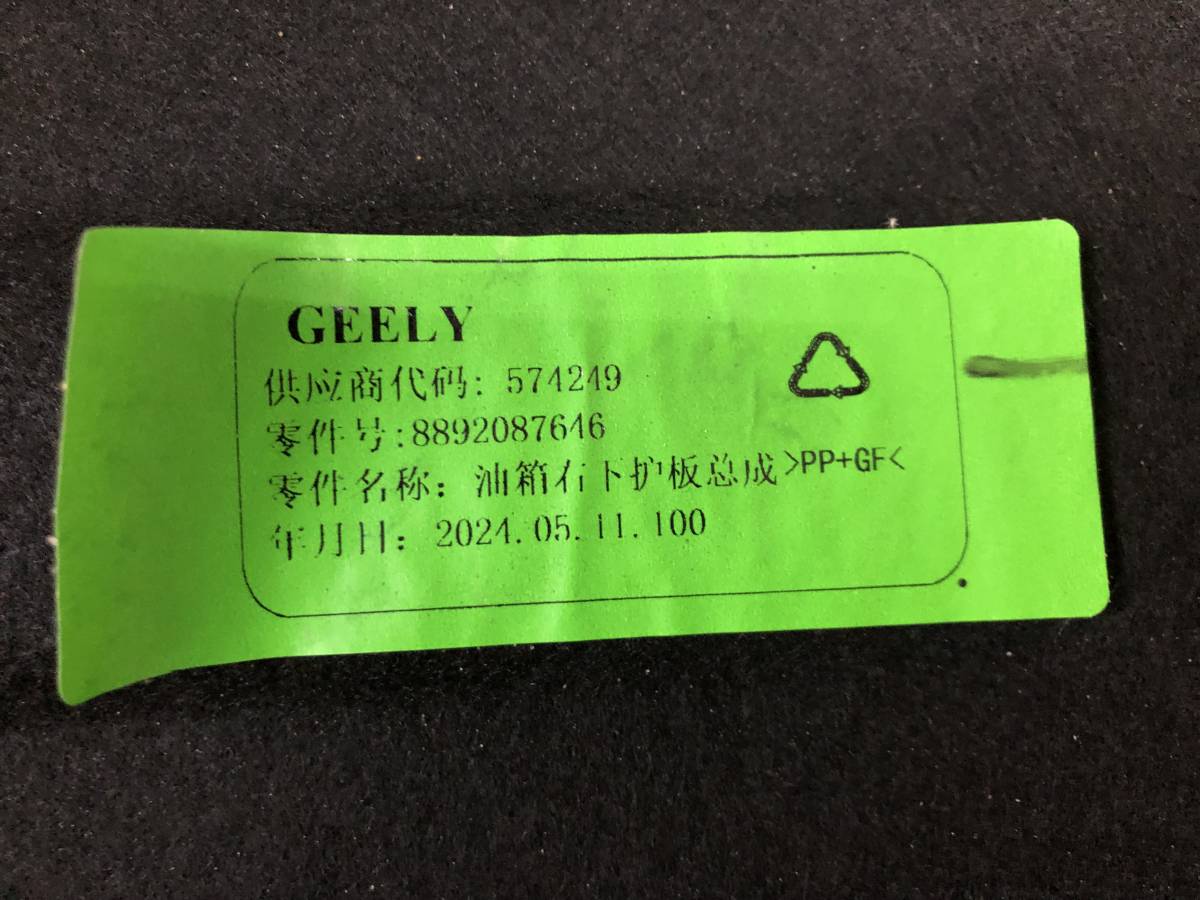 GEELY
供应商代码: 574249
零件号:8892087646
零件名称: 油箱右下护板总成>PP+GF<
年月日: 2024.05.11.100